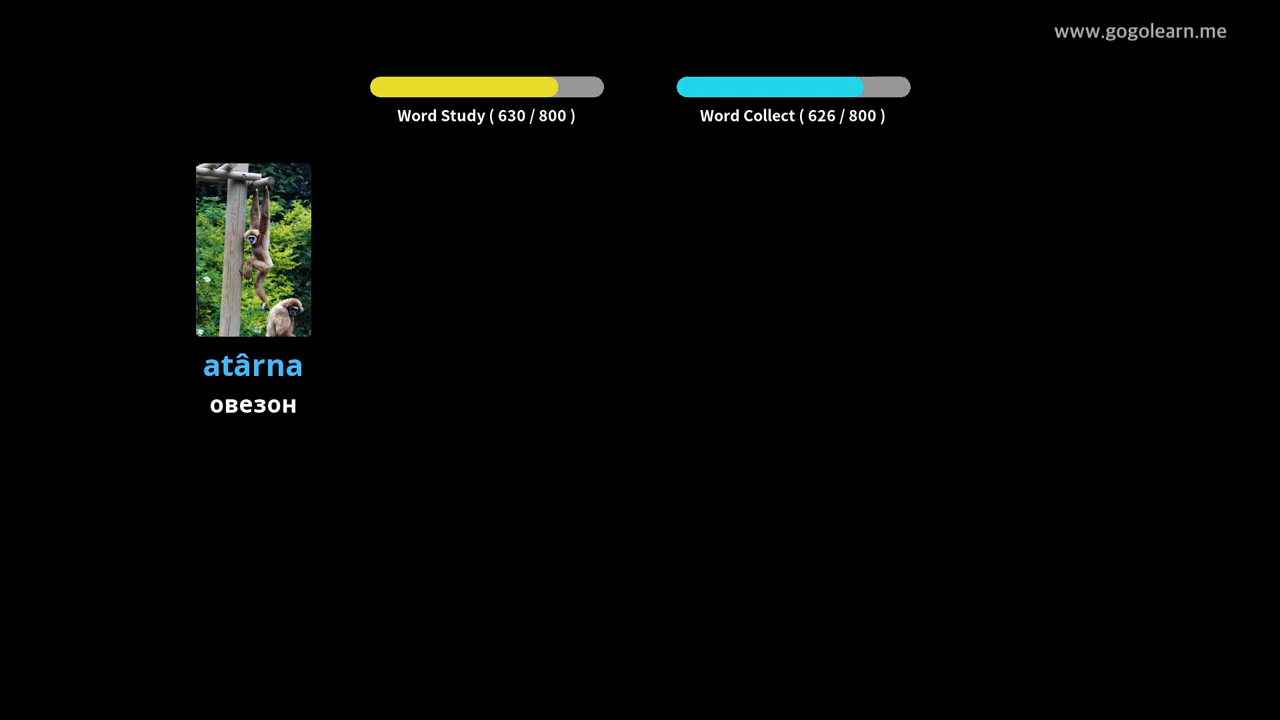 www.gogolearn.me
Word Study ( 630 / 800 )
Word Collect ( 626 / 800 )
atârna
овезон